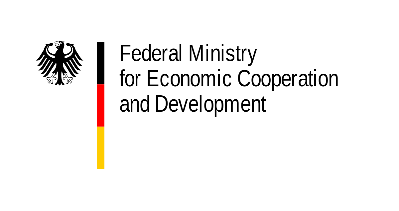 Federal Ministry
for Economic Cooperation
and Development